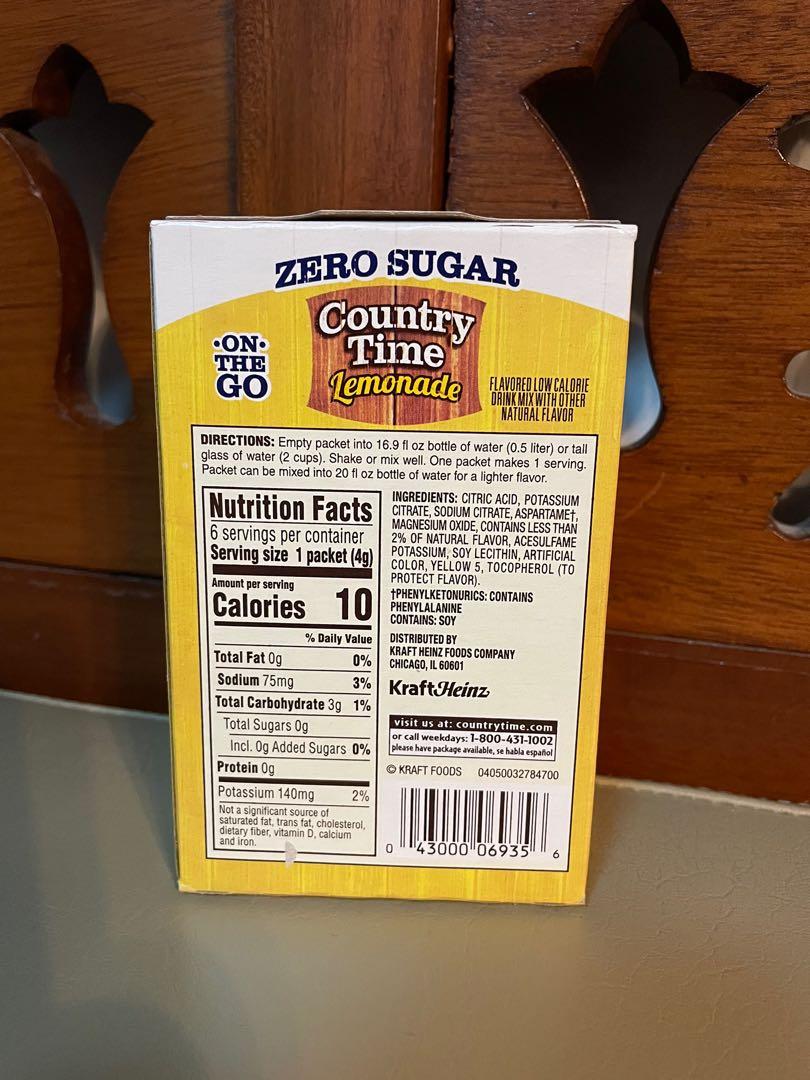 ZERO SUGAR
•ON•
THE
GO
Country
Time
Lemonade
FLAVORED LOW CALORIE
DRINK MIX WITH OTHER
NATURAL FLAVOR
DIRECTIONS: Empty packet into 16.9 fl oz bottle of water (0.5 liter) or tall
glass of water (2 cups). Shake or mix well. One packet makes 1 serving.
Packet can be mixed into 20 fl oz bottle of water for a lighter flavor.
Nutrition Facts
6 servings per container
Serving size 1 packet (4g)
Amount per serving
Calories 10
% Daily Value
Total Fat 0g 0%
Sodium 75mg 3%
Total Carbohydrate 3g 1%
Total Sugars 0g
Incl. 0g Added Sugars 0%
Protein 0g
Potassium 140mg 2%
Not a significant source of
saturated fat, trans fat, cholesterol,
dietary fiber, vitamin D, calcium
and iron.
INGREDIENTS: CITRIC ACID, POTASSIUM
CITRATE, SODIUM CITRATE, ASPARTAME†,
MAGNESIUM OXIDE, CONTAINS LESS THAN
2% OF NATURAL FLAVOR, ACESULFAME
POTASSIUM, SOY LECITHIN, ARTIFICIAL
COLOR, YELLOW 5, TOCOPHEROL (TO
PROTECT FLAVOR).
†PHENYLKETONURICS: CONTAINS
PHENYLALANINE
CONTAINS: SOY
DISTRIBUTED BY
KRAFT HEINZ FOODS COMPANY
CHICAGO, IL 60601
KraftHeinz
visit us at: countrytime.com
or call weekdays: 1-800-431-1002
please have package available, se habla español
© KRAFT FOODS 04050032784700
0 43000 06935 6